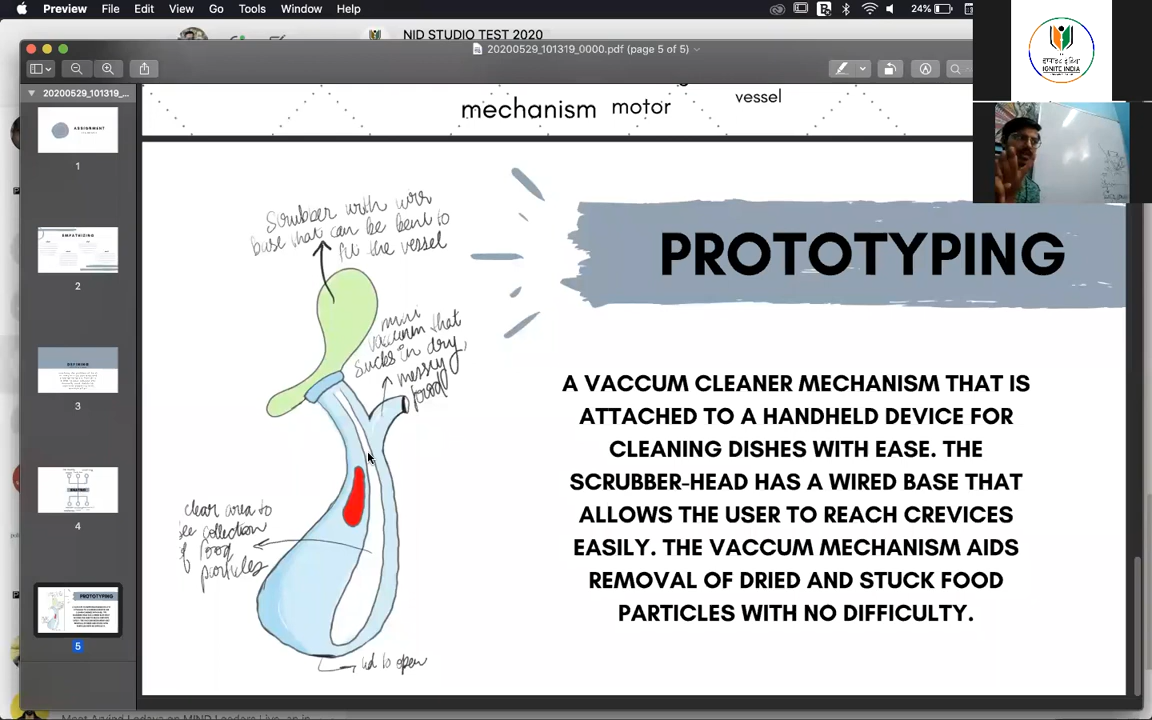 Preview File Edit View Go Tools Window Help
24%
NID STUDIO TEST 2020
20200529_101319_0000.pdf (page 5 of 5)
20200529_101319_...
IGNITE INDIA
mechanism motor vessel
ASSIGNMENT
1
EMPATHIZING
2
DEFINING
3
4
PROTOTYPING
5
Scrubber with wire
base that can be bent to
fit the vessel
mini
vaccum that
sucks in dry,
messy
food
clear area to
see collection
of food
particles
lid to open
PROTOTYPING
A VACCUM CLEANER MECHANISM THAT IS
ATTACHED TO A HANDHELD DEVICE FOR
CLEANING DISHES WITH EASE. THE
SCRUBBER-HEAD HAS A WIRED BASE THAT
ALLOWS THE USER TO REACH CREVICES
EASILY. THE VACCUM MECHANISM AIDS
REMOVAL OF DRIED AND STUCK FOOD
PARTICLES WITH NO DIFFICULTY.